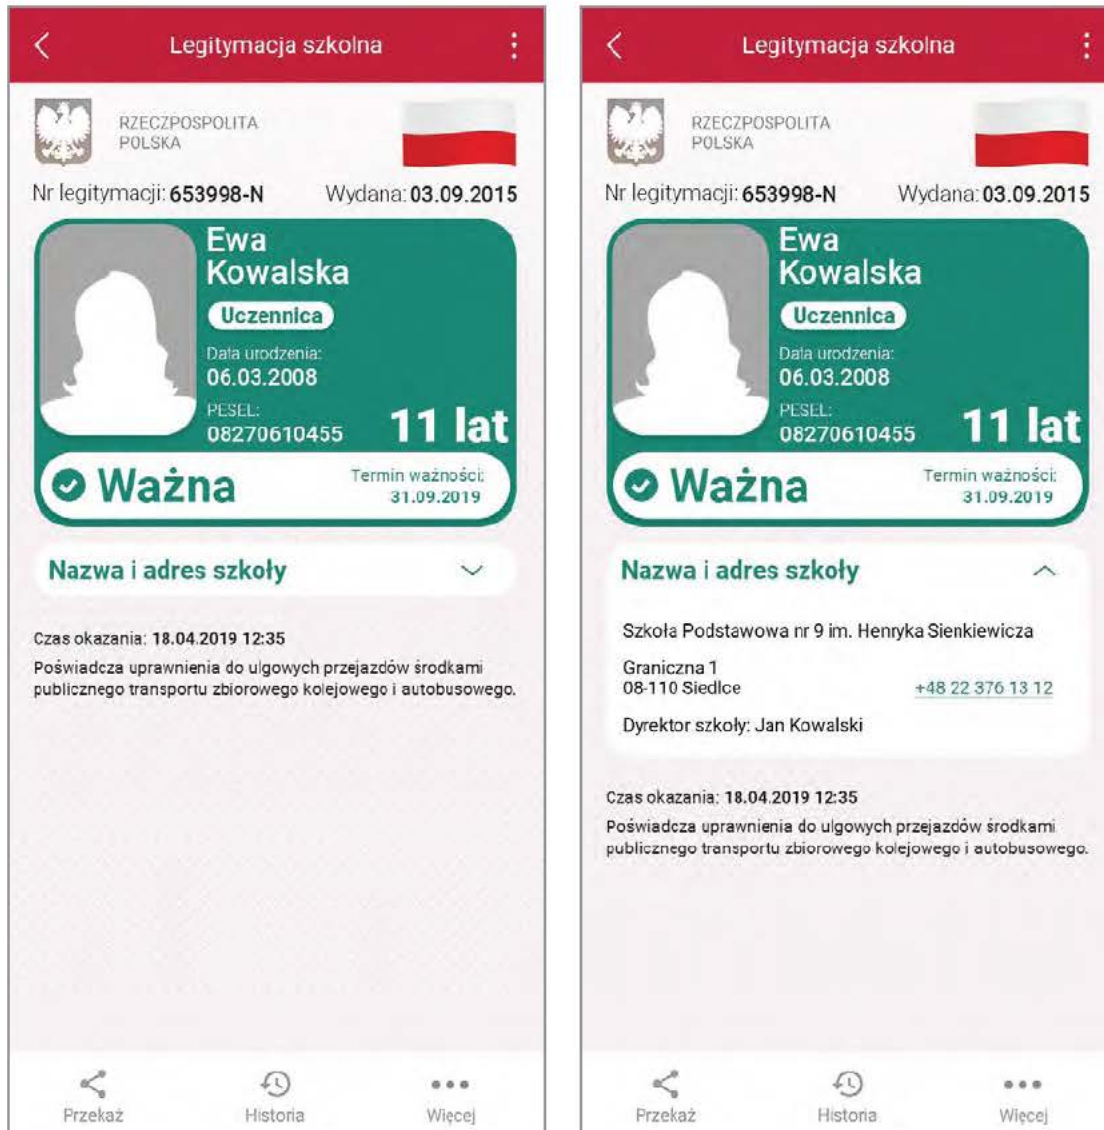 Legitymacja szkolna
RZECZPOSPOLITA
POLSKA
Nr legitymacji: 653998-N Wydana: 03.09.2015
Ewa
Kowalska
Uczennica
Data urodzenia:
06.03.2008
PESEL:
08270610455
11 lat
Ważna
Termin ważności:
31.09.2019
Nazwa i adres szkoły
Czas okazania: 18.04.2019 12:35
Poświadcza uprawnienia do ulgowych przejazdów środkami
publicznego transportu zbiorowego kolejowego i autobusowego.
Przekaż Historia Więcej
Legitymacja szkolna
RZECZPOSPOLITA
POLSKA
Nr legitymacji: 653998-N Wydana: 03.09.2015
Ewa
Kowalska
Uczennica
Data urodzenia:
06.03.2008
PESEL:
08270610455
11 lat
Ważna
Termin ważności:
31.09.2019
Nazwa i adres szkoły
Szkoła Podstawowa nr 9 im. Henryka Sienkiewicza
Graniczna 1
08-110 Siedlce +48 22 376 13 12
Dyrektor szkoły: Jan Kowalski
Czas okazania: 18.04.2019 12:35
Poświadcza uprawnienia do ulgowych przejazdów środkami
publicznego transportu zbiorowego kolejowego i autobusowego.
Przekaż Historia Więcej